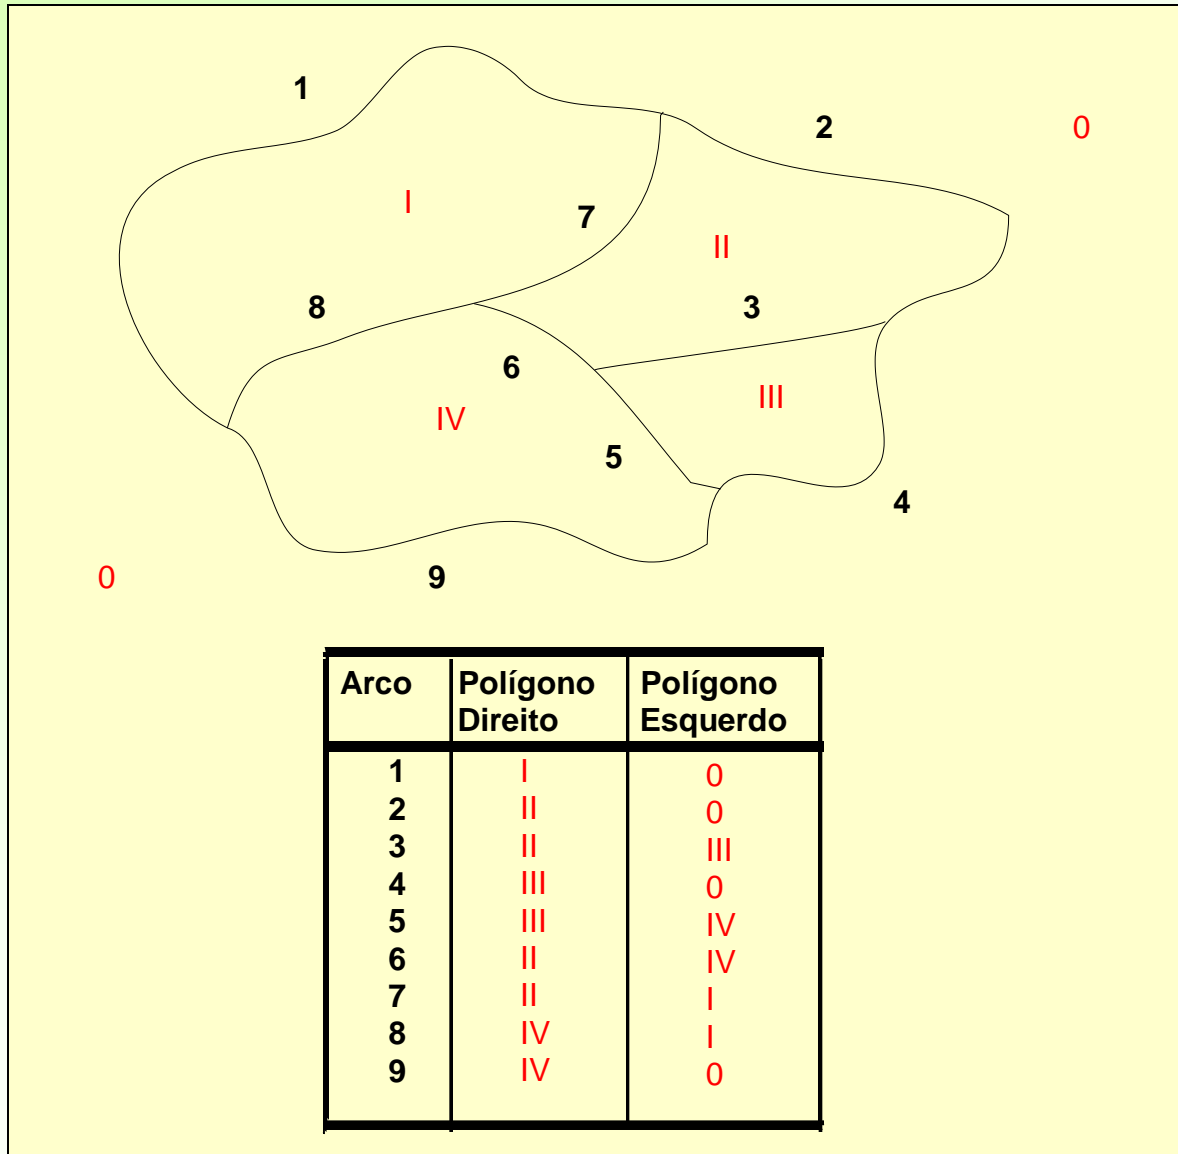 1
2
0
I
7
II
8
3
6
III
IV
5
4
0
9
Arco Polígono Direito Polígono Esquerdo
1 I 0
2 II 0
3 II III
4 III 0
5 III IV
6 II IV
7 II I
8 IV I
9 IV 0